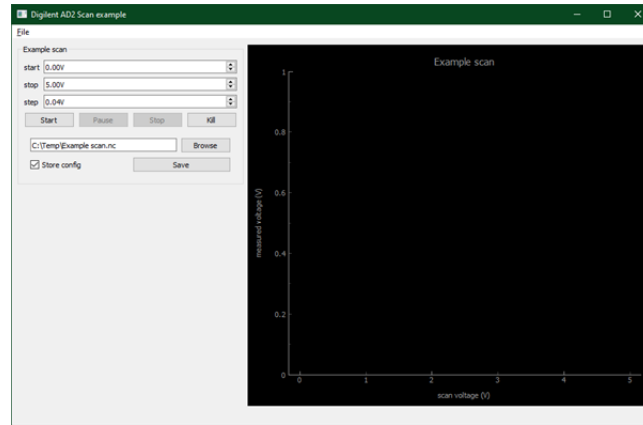 Digilent AD2 Scan example
File
Example scan
start 0.00V
stop 5.00V
step 0.04V
Start Pause Stop Kill
C:\Temp\Example scan.nc Browse
Store config Save
Example scan
1
0.8
0.6
0.4
0.2
0
measured voltage (V)
0 1 2 3 4 5
scan voltage (V)